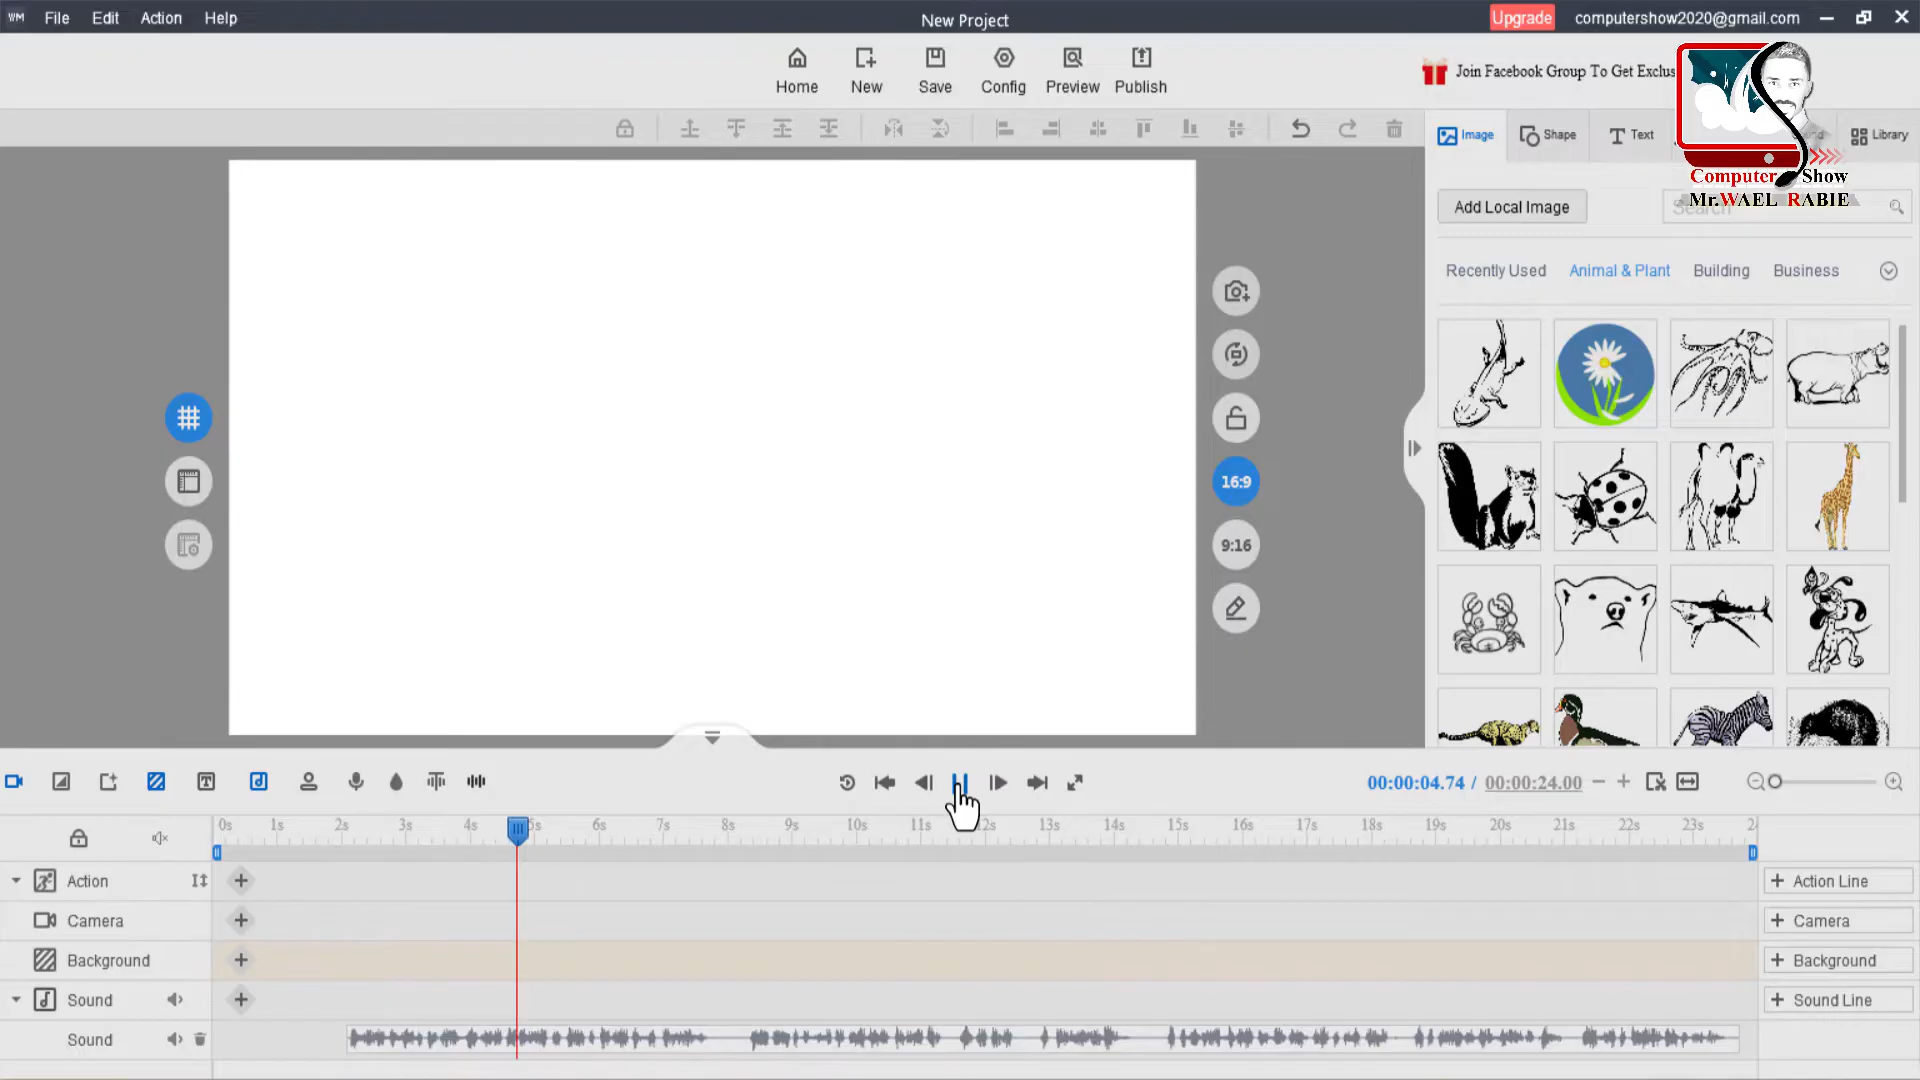 WM File Edit Action Help
New Project
Upgrade computershow2020@gmail.com
Home New Save Config Preview Publish
Join Facebook Group To Get Exclus
Image Shape Text Library
Computer Show
Mr.WAEL RABIE
Add Local Image
Search
Recently Used Animal & Plant Building Business
16:9
9:16
00:00:04.74 / 00:00:24.00
0s 1s 2s 3s 4s 5s 6s 7s 8s 9s 10s 11s 12s 13s 14s 15s 16s 17s 18s 19s 20s 21s 22s 23s
Action
Action Line
Camera
Camera
Background
Background
Sound
Sound Line
Sound